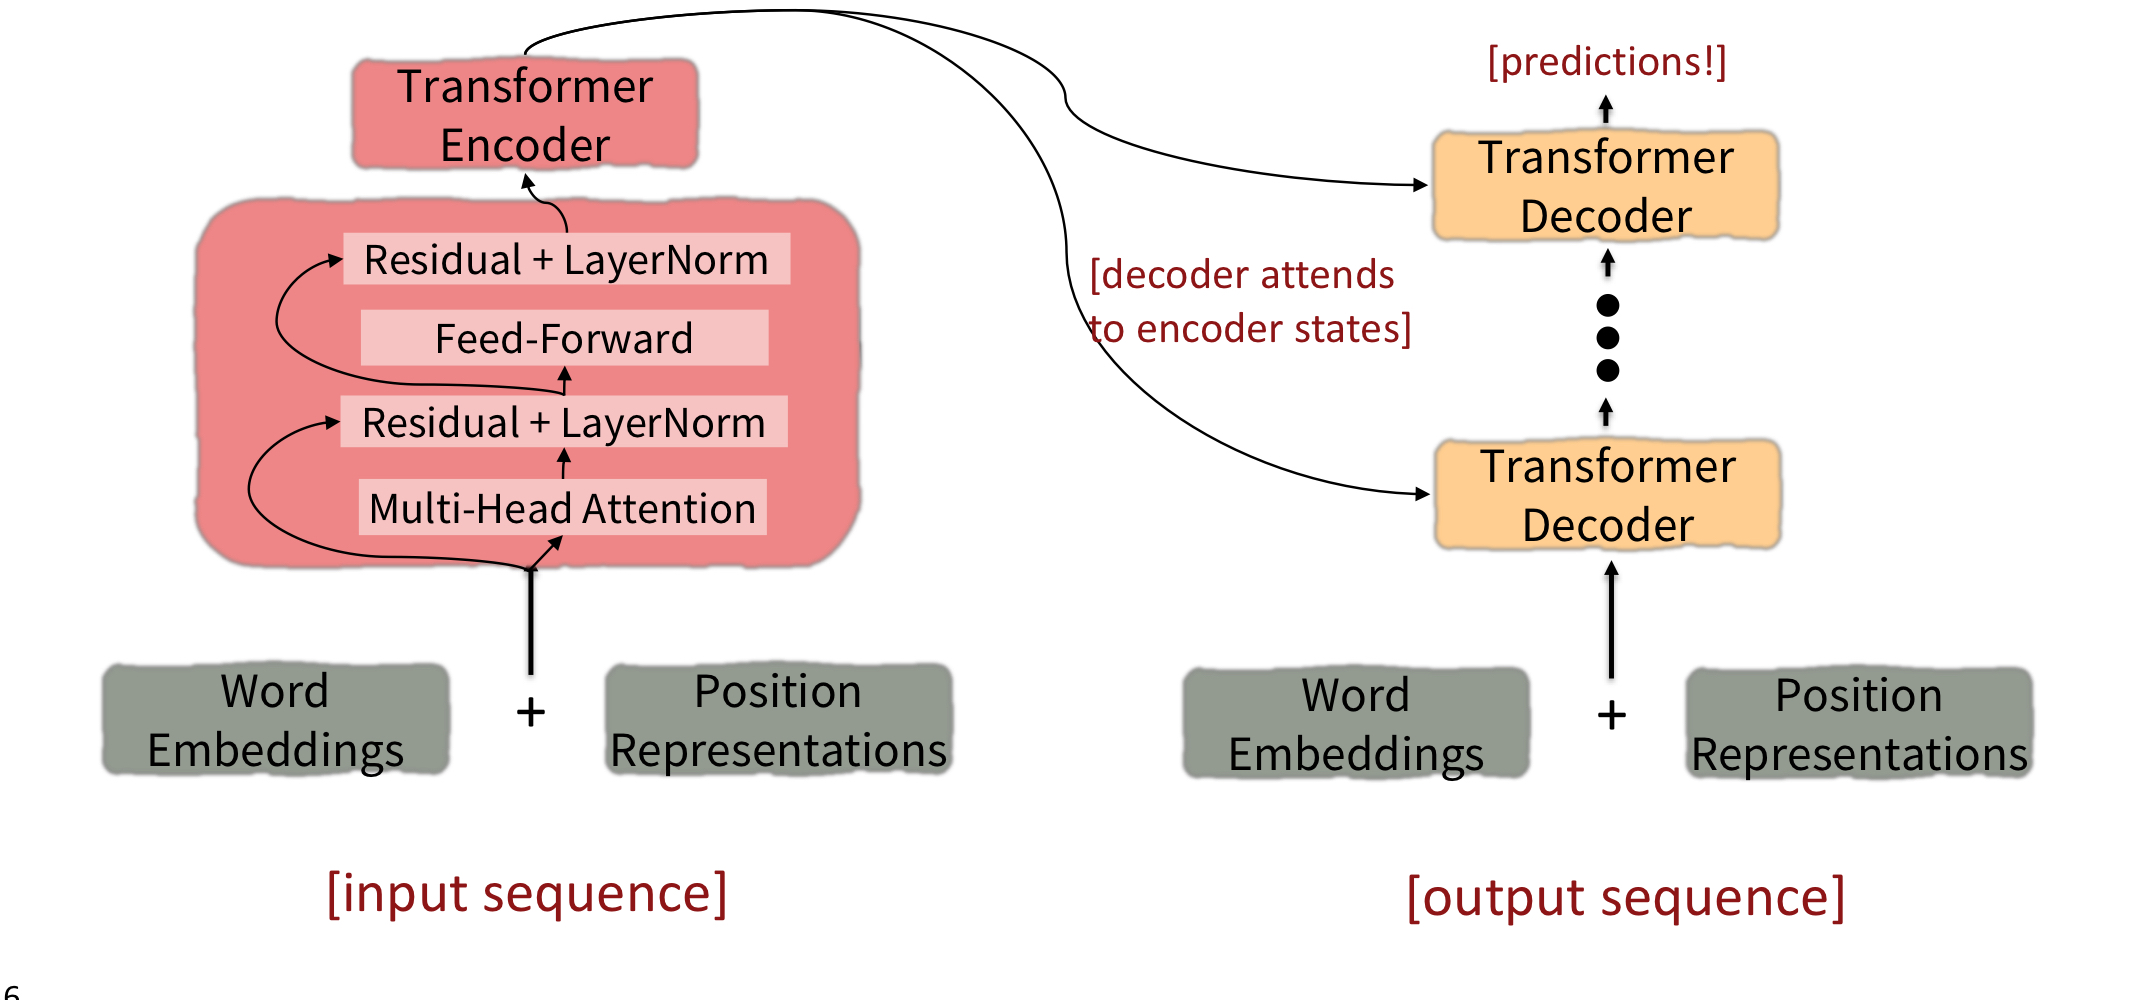 Transformer
Encoder
Residual + LayerNorm
Feed-Forward
Residual + LayerNorm
Multi-Head Attention
Word
Embeddings
+
Position
Representations
[input sequence]
[decoder attends
to encoder states]
[predictions!]
Transformer
Decoder
Transformer
Decoder
Word
Embeddings
+
Position
Representations
[output sequence]
6